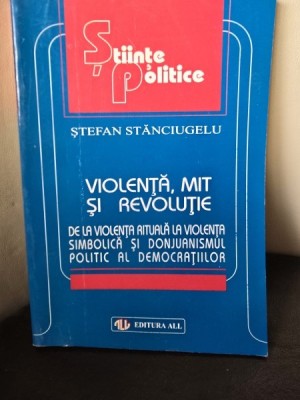 Științe
Politice
ȘTEFAN STĂNCIUGELU
VIOLENȚĂ, MIT
ȘI REVOLUȚIE
DE LA VIOLENȚA RITUALĂ LA VIOLENȚA
SIMBOLICĂ ȘI DONJUANISMUL
POLITIC AL DEMOCRAȚIILOR
ALL EDITURA ALL